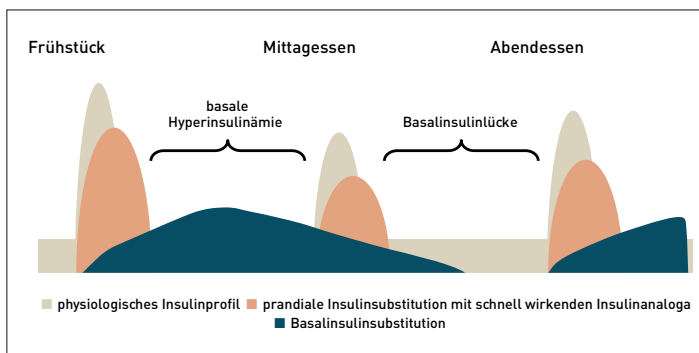 Frühstück Mittagessen Abendessen
basale
Hyperinsulinämie
Basalinsulinlücke
physiologisches Insulinprofil prandiale Insulinsubstitution mit schnell wirkenden Insulinanaloga
Basalinsulinsubstitution